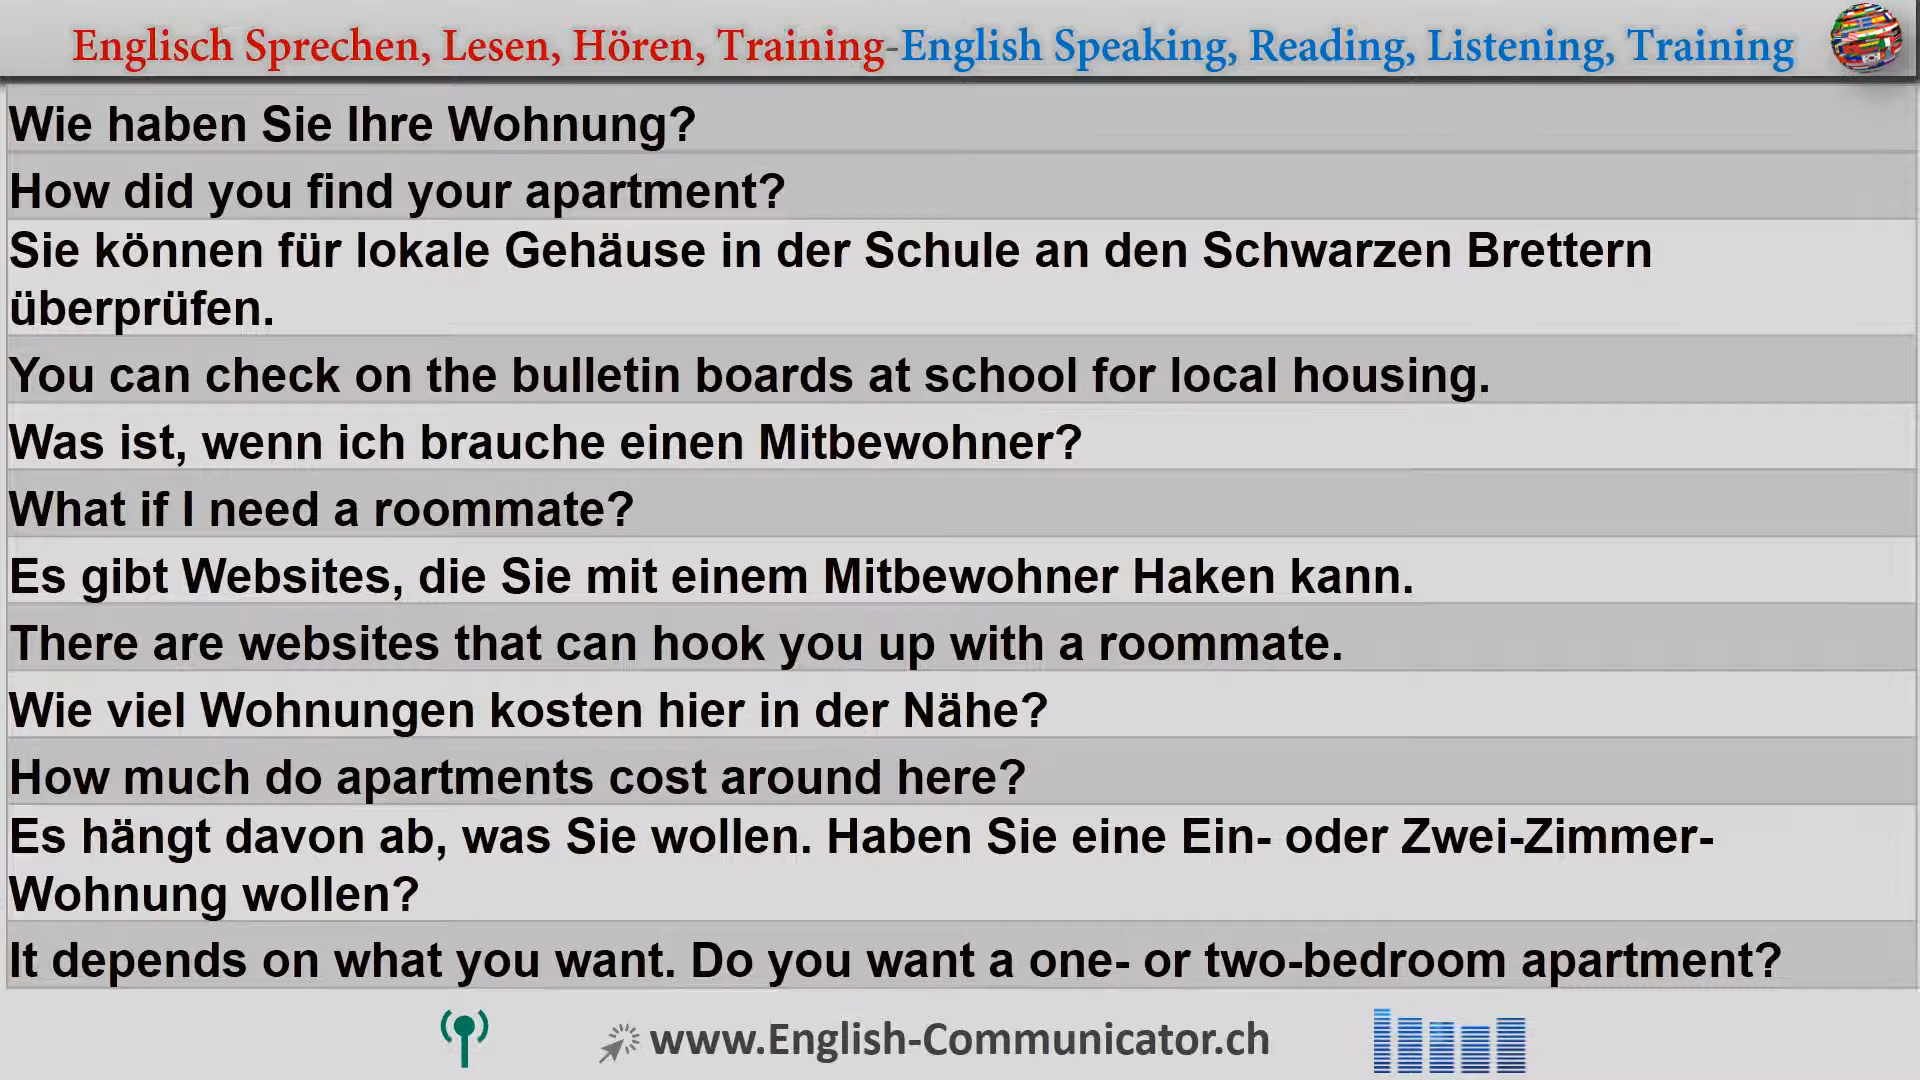 Englisch Sprechen, Lesen, Hören, Training-English Speaking, Reading, Listening, Training
Wie haben Sie Ihre Wohnung?
How did you find your apartment?
Sie können für lokale Gehäuse in der Schule an den Schwarzen Brettern
überprüfen.
You can check on the bulletin boards at school for local housing.
Was ist, wenn ich brauche einen Mitbewohner?
What if I need a roommate?
Es gibt Websites, die Sie mit einem Mitbewohner Haken kann.
There are websites that can hook you up with a roommate.
Wie viel Wohnungen kosten hier in der Nähe?
How much do apartments cost around here?
Es hängt davon ab, was Sie wollen. Haben Sie eine Ein- oder Zwei-Zimmer-
Wohnung wollen?
It depends on what you want. Do you want a one- or two-bedroom apartment?
www.English-Communicator.ch